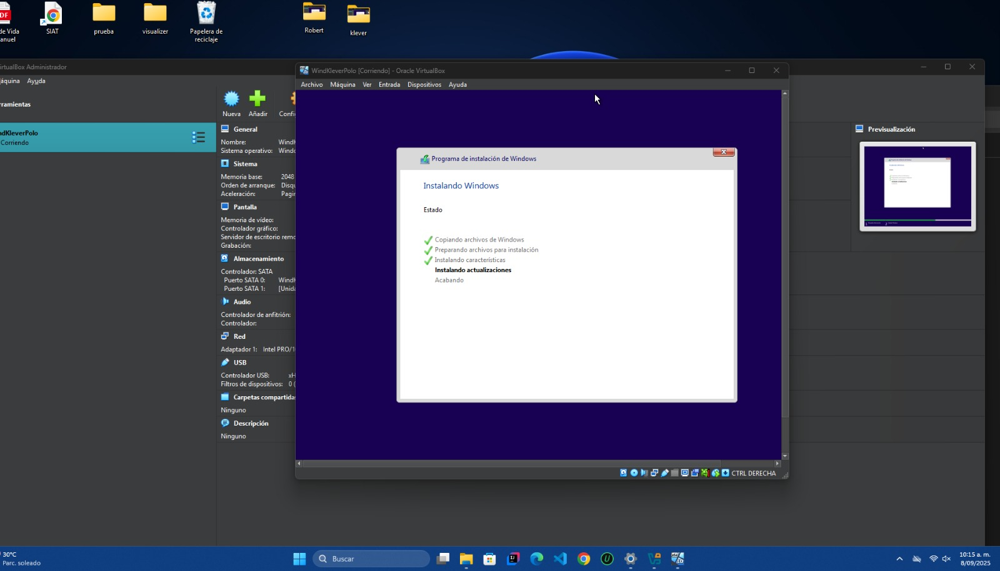 DF
de Vida
anuel
SIAT
prueba
visualizer
Papelera de
reciclaje
Robert
klever
irtualBox Administrador
áquina Ayuda
rramientas
ndKleverPolo
Corriendo
Nueva Añadir Confi
General
Nombre: Wind
Sistema operativo: Windo
Sistema
Memoria base: 2048
Orden de arranque: Disqu
Aceleración: Pagin
Pantalla
Memoria de vídeo:
Controlador gráfico:
Servidor de escritorio remo
Grabación:
Almacenamiento
Controlador: SATA
Puerto SATA 0: Wind
Puerto SATA 1: [Unida
Audio
Controlador de anfitrión:
Controlador:
Red
Adaptador 1: Intel PRO/1
USB
Controlador USB: xH
Filtros de dispositivos: 0 (
Carpetas compartidas
Ninguno
Descripción
Ninguno
WindKleverPolo [Corriendo] - Oracle VirtualBox
Archivo Máquina Ver Entrada Dispositivos Ayuda
Programa de instalación de Windows
Instalando Windows
Estado
Copiando archivos de Windows
Preparando archivos para instalación
Instalando características
Instalando actualizaciones
Acabando
CTRL DERECHA
Previsualización
30°C
Parc. soleado
Buscar
10:15 a. m.
8/09/2025